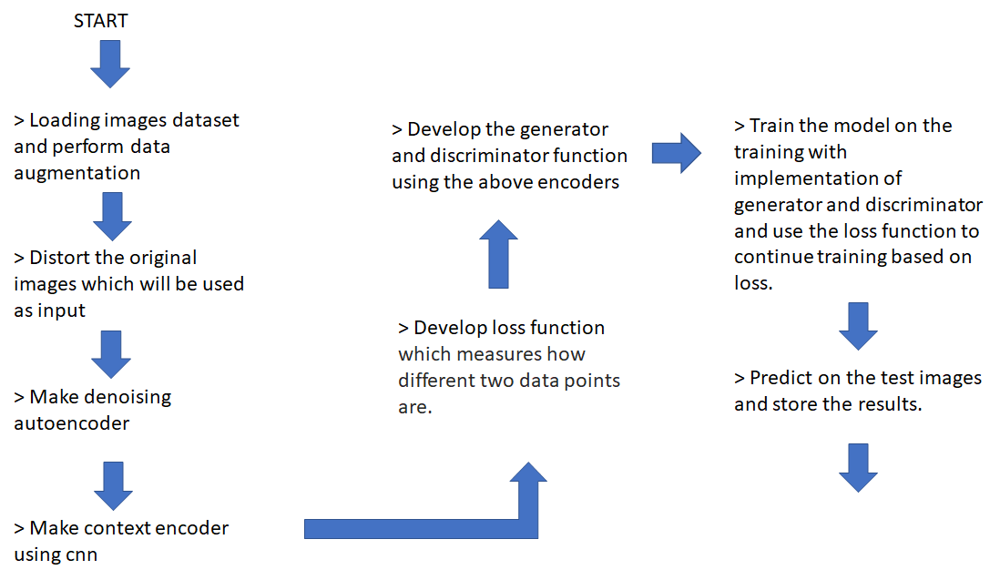 START
> Loading images dataset
and perform data
augmentation
> Distort the original
images which will be used
as input
> Make denoising
autoencoder
> Make context encoder
using cnn
> Develop loss function
which measures how
different two data points
are.
> Develop the generator
and discriminator function
using the above encoders
> Train the model on the
training with
implementation of
generator and discriminator
and use the loss function to
continue training based on
loss.
> Predict on the test images
and store the results.